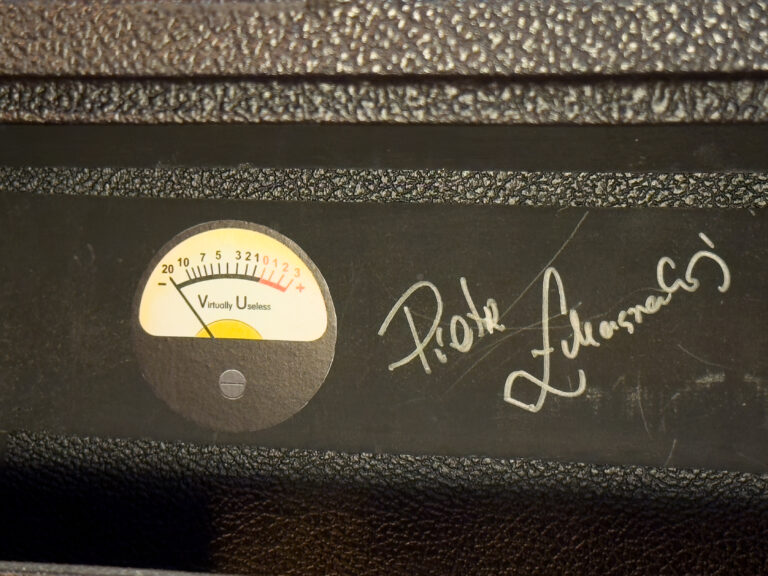 20 10 7 5 3 2 1 0 1 2 3
- +
Virtually Useless
Piotr